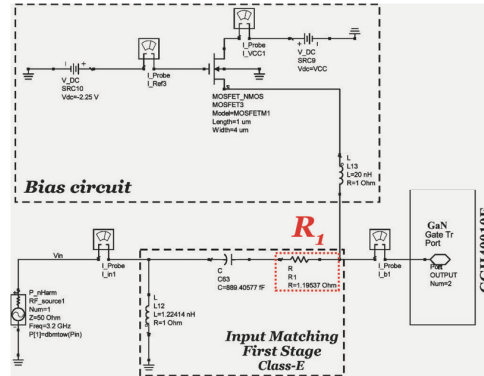 I_Probe
I_VCC1
V_DC
SRC9
Vdc=VCC
V_DC
SRC10
Vdc=-2.25 V
I_Probe
I_Ref3
MOSFET_NMOS
MOSFET3
Model=MOSFETM1
Length=1 um
Width=4 um
L
L13
L=20 nH
R=1 Ohm
Bias circuit
R1
GaN
Gate Tr
Port
Vin
I_Probe
I_in1
C
C63
C=889.40577 fF
R
R1
R=1.19537 Ohm
I_Probe
I_b1
Port
OUTPUT
Num=2
P_nHarm
RF_source1
Num=1
Z=50 Ohm
Freq=3.2 GHz
P[1]=dbmtow(Pin)
L
L12
L=1.22414 nH
R=1 Ohm
Input Matching
First Stage
Class-E